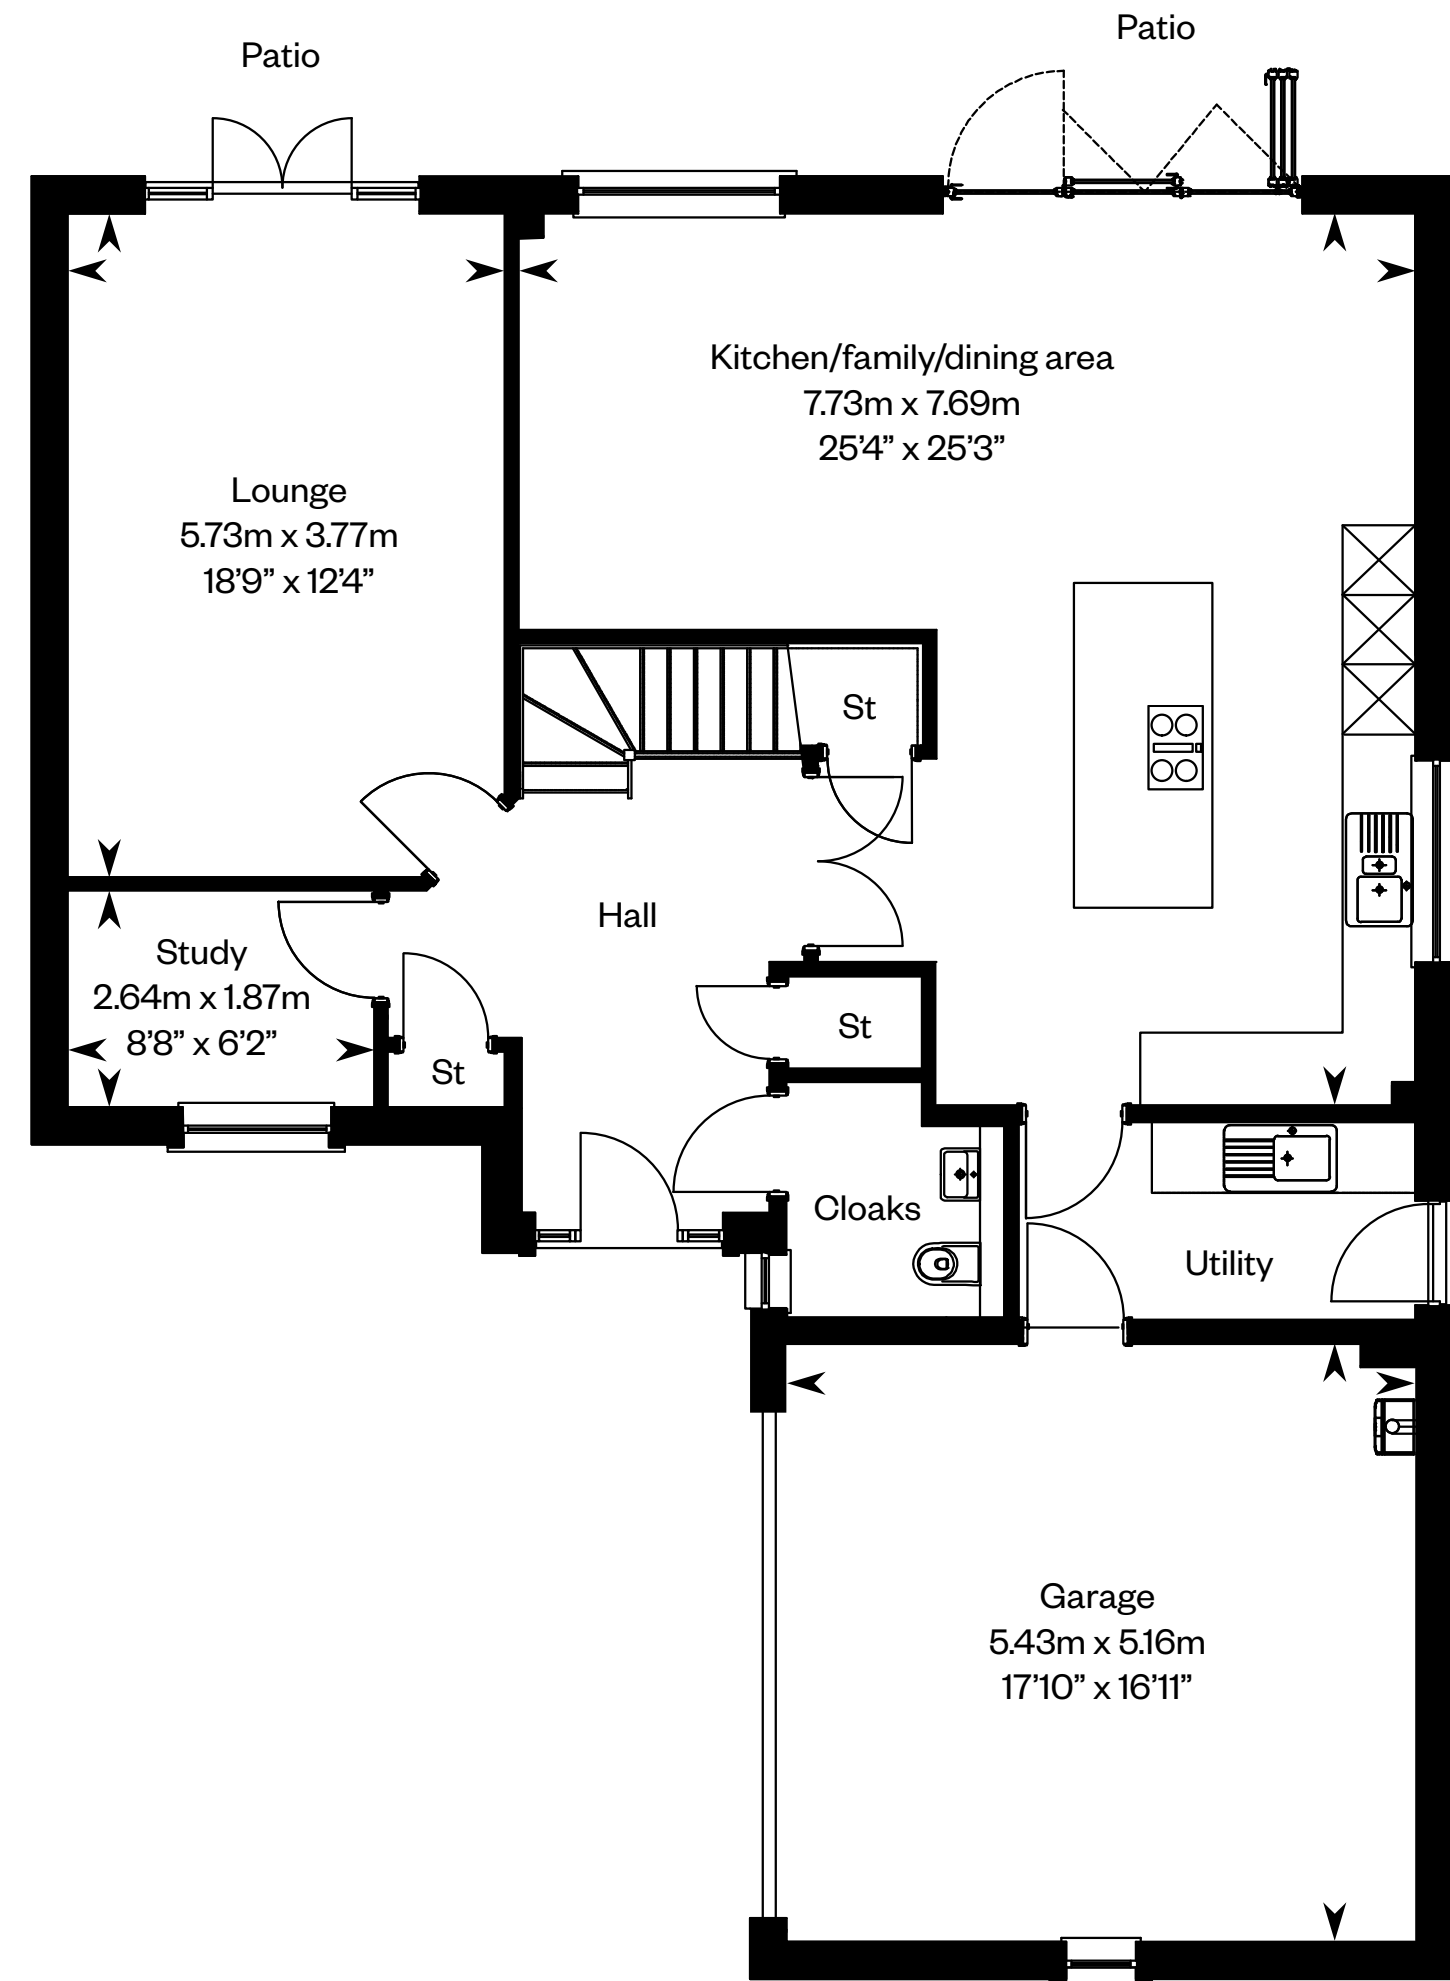 Patio
Patio
Kitchen/family/dining area
7.73m x 7.69m
25’4” x 25’3”
Lounge
5.73m x 3.77m
18’9” x 12’4”
St
Hall
Study
2.64m x 1.87m
8’8” x 6’2”
St
St
Cloaks
Utility
Garage
5.43m x 5.16m
17’10” x 16’11”